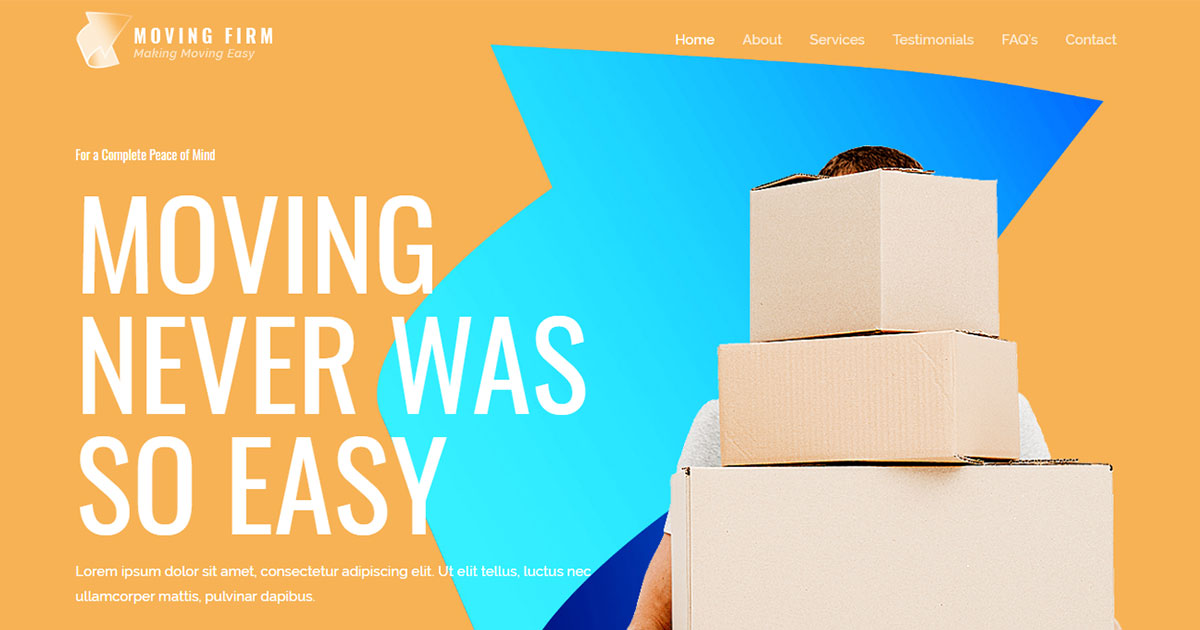 MOVING FIRM
Making Moving Easy
Home About Services Testimonials FAQ's Contact
For a Complete Peace of Mind
MOVING
NEVER WAS
SO EASY
Lorem ipsum dolor sit amet, consectetur adipiscing elit. Ut elit tellus, luctus nec
ullamcorper mattis, pulvinar dapibus.